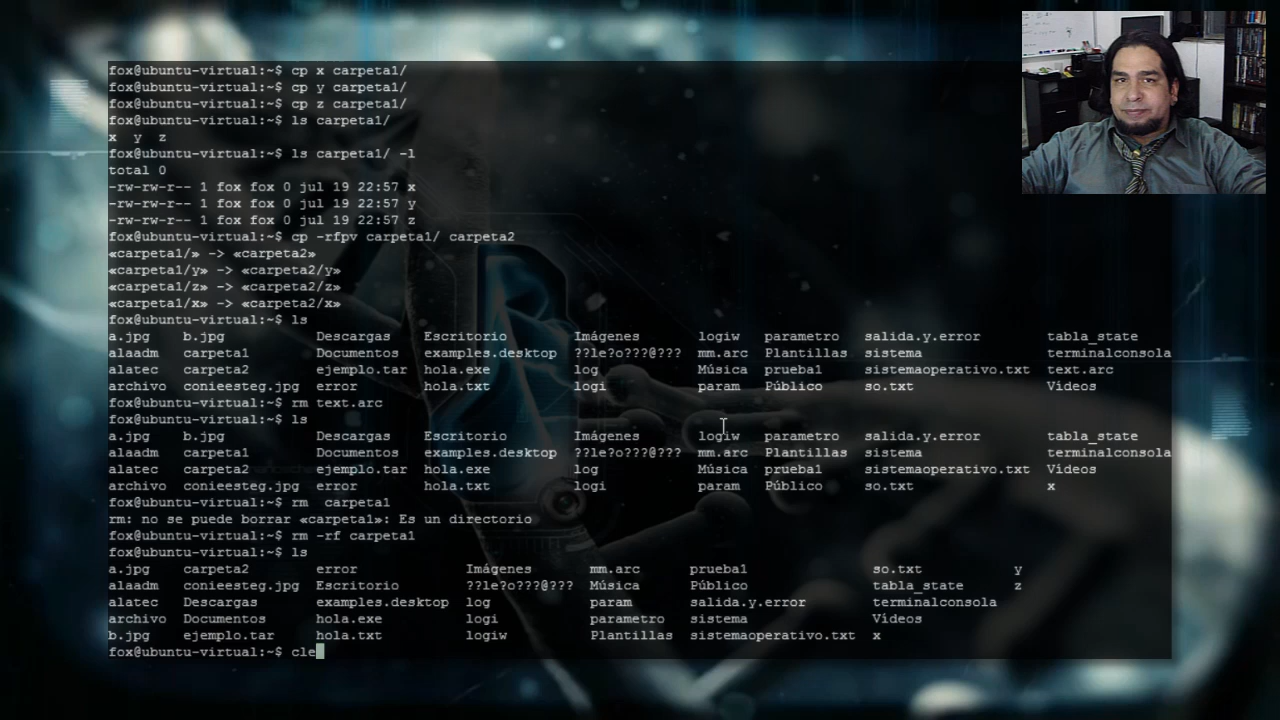 fox@ubuntu-virtual:~$ cp x carpeta1/
fox@ubuntu-virtual:~$ cp y carpeta1/
fox@ubuntu-virtual:~$ cp z carpeta1/
fox@ubuntu-virtual:~$ ls carpeta1/
x  y  z
fox@ubuntu-virtual:~$ ls carpeta1/ -l
total 0
-rw-rw-r-- 1 fox fox 0 jul 19 22:57 x
-rw-rw-r-- 1 fox fox 0 jul 19 22:57 y
-rw-rw-r-- 1 fox fox 0 jul 19 22:57 z
fox@ubuntu-virtual:~$ cp -rfpv carpeta1/ carpeta2
«carpeta1/» -> «carpeta2»
«carpeta1/y» -> «carpeta2/y»
«carpeta1/z» -> «carpeta2/z»
«carpeta1/x» -> «carpeta2/x»
fox@ubuntu-virtual:~$ ls
a.jpg    b.jpg           Descargas   Escritorio        Imágenes       logiw   parametro   salida.y.error       tabla_state
alaadm   carpeta1        Documentos  examples.desktop  ??le?o???@???  mm.arc  Plantillas  sistema              terminalconsola
alatec   carpeta2        ejemplo.tar hola.exe          log            Música  prueba1     sistemaoperativo.txt text.arc
archivo  conieesteg.jpg  error       hola.txt          logi           param   Público     so.txt               Vídeos
fox@ubuntu-virtual:~$ rm text.arc
fox@ubuntu-virtual:~$ ls
a.jpg    b.jpg           Descargas   Escritorio        Imágenes       logiw   parametro   salida.y.error       tabla_state
alaadm   carpeta1        Documentos  examples.desktop  ??le?o???@???  mm.arc  Plantillas  sistema              terminalconsola
alatec   carpeta2        ejemplo.tar hola.exe          log            Música  prueba1     sistemaoperativo.txt Vídeos
archivo  conieesteg.jpg  error       hola.txt          logi           param   Público     so.txt               x
fox@ubuntu-virtual:~$ rm  carpeta1
rm: no se puede borrar «carpeta1»: Es un directorio
fox@ubuntu-virtual:~$ rm -rf carpeta1
fox@ubuntu-virtual:~$ ls
a.jpg    carpeta2        error             Imágenes       mm.arc      prueba1               so.txt           y
alaadm   conieesteg.jpg  Escritorio        ??le?o???@???  Música      Público               tabla_state      z
alatec   Descargas       examples.desktop  log            param       salida.y.error        terminalconsola
archivo  Documentos      hola.exe          logi           parametro   sistema               Vídeos
b.jpg    ejemplo.tar     hola.txt          logiw          Plantillas  sistemaoperativo.txt  x
fox@ubuntu-virtual:~$ cle